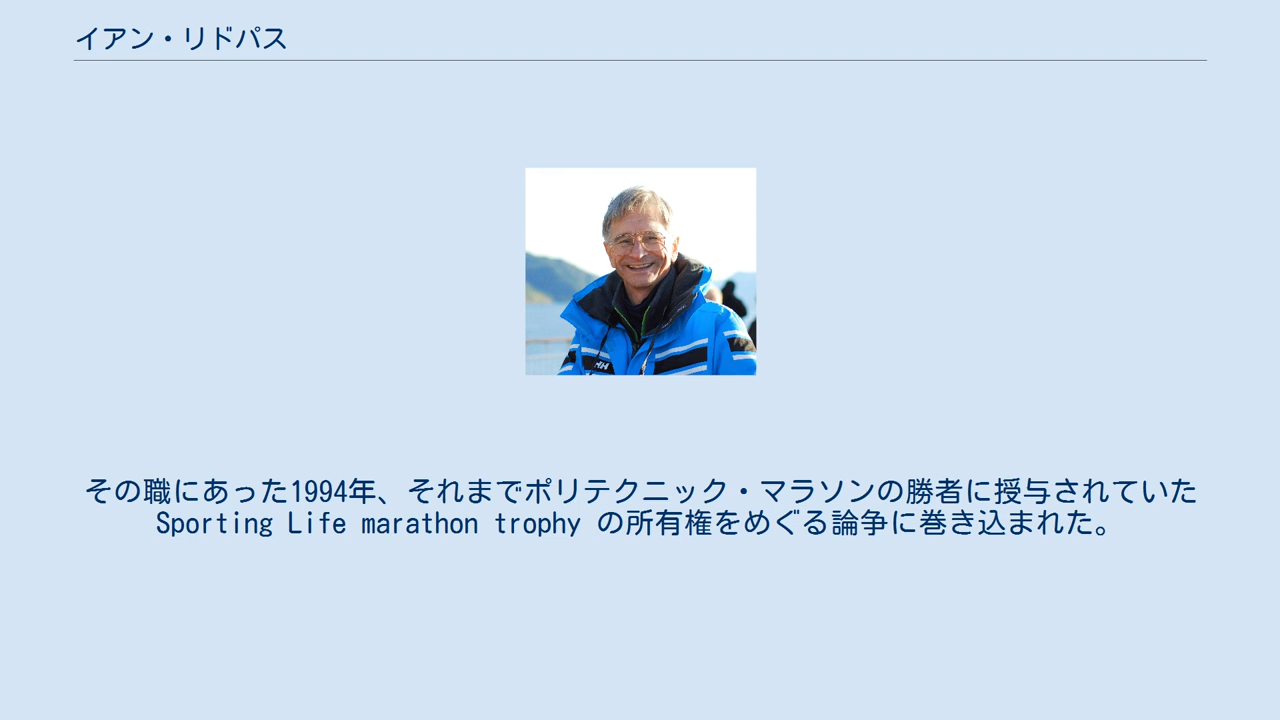 イアン・リドパス
HH
その職にあった1994年、それまでポリテクニック・マラソンの勝者に授与されていた
Sporting Life marathon trophy の所有権をめぐる論争に巻き込まれた。